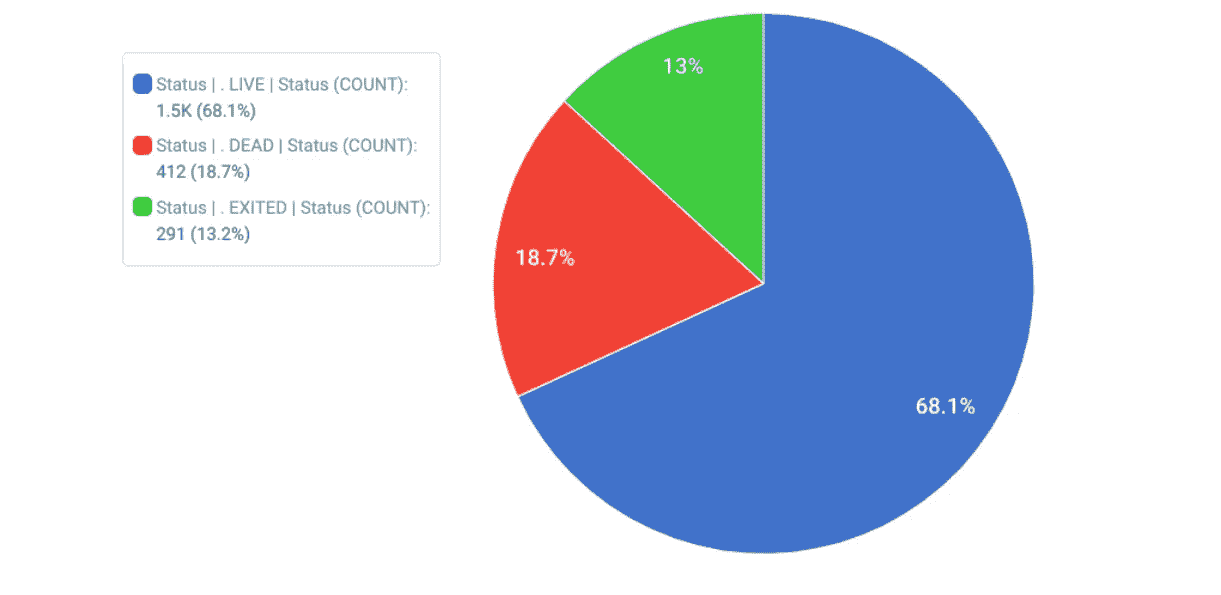 Status | . LIVE | Status (COUNT):
1.5K (68.1%)
Status | . DEAD | Status (COUNT):
412 (18.7%)
Status | . EXITED | Status (COUNT):
291 (13.2%)
13%
18.7%
68.1%